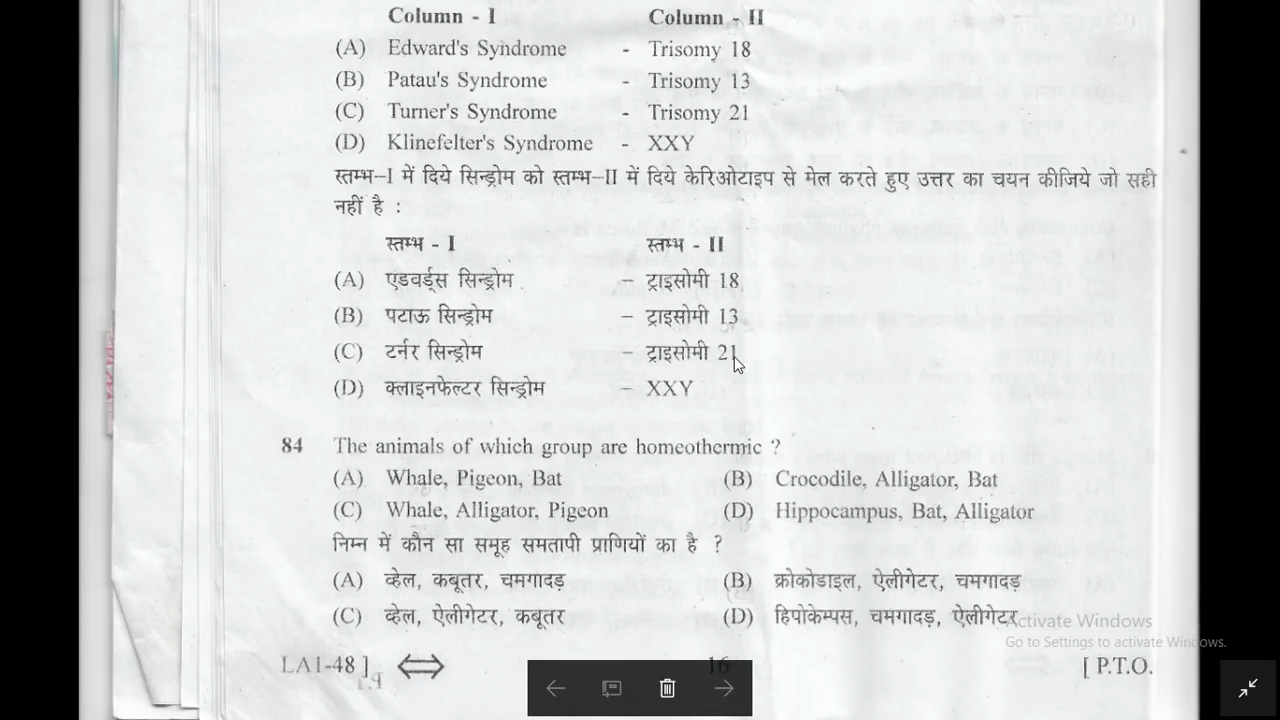 Column - I Column - II
(A) Edward's Syndrome - Trisomy 18
(B) Patau's Syndrome - Trisomy 13
(C) Turner's Syndrome - Trisomy 21
(D) Klinefelter's Syndrome - XXY
स्तम्भ–I में दिये सिन्ड्रोम को स्तम्भ–II में दिये केरिओटाइप से मेल करते हुए उत्तर का चयन कीजिये जो सही
नहीं है :
स्तम्भ - I स्तम्भ - II
(A) एडवर्ड्स सिन्ड्रोम – ट्राइसोमी 18
(B) पटाऊ सिन्ड्रोम – ट्राइसोमी 13
(C) टर्नर सिन्ड्रोम – ट्राइसोमी 21
(D) क्लाइनफेल्टर सिन्ड्रोम – XXY
84 The animals of which group are homeothermic ?
(A) Whale, Pigeon, Bat (B) Crocodile, Alligator, Bat
(C) Whale, Alligator, Pigeon (D) Hippocampus, Bat, Alligator
निम्न में कौन सा समूह समतापी प्राणियों का है ?
(A) व्हेल, कबूतर, चमगादड़ (B) क्रोकोडाइल, ऐलीगेटर, चमगादड़
(C) व्हेल, ऐलीगेटर, कबूतर (D) हिपोकेम्पस, चमगादड़, ऐलीगेटर
Activate Windows
Go to Settings to activate Windows.
LA1-48 ] 16 [ P.T.O.